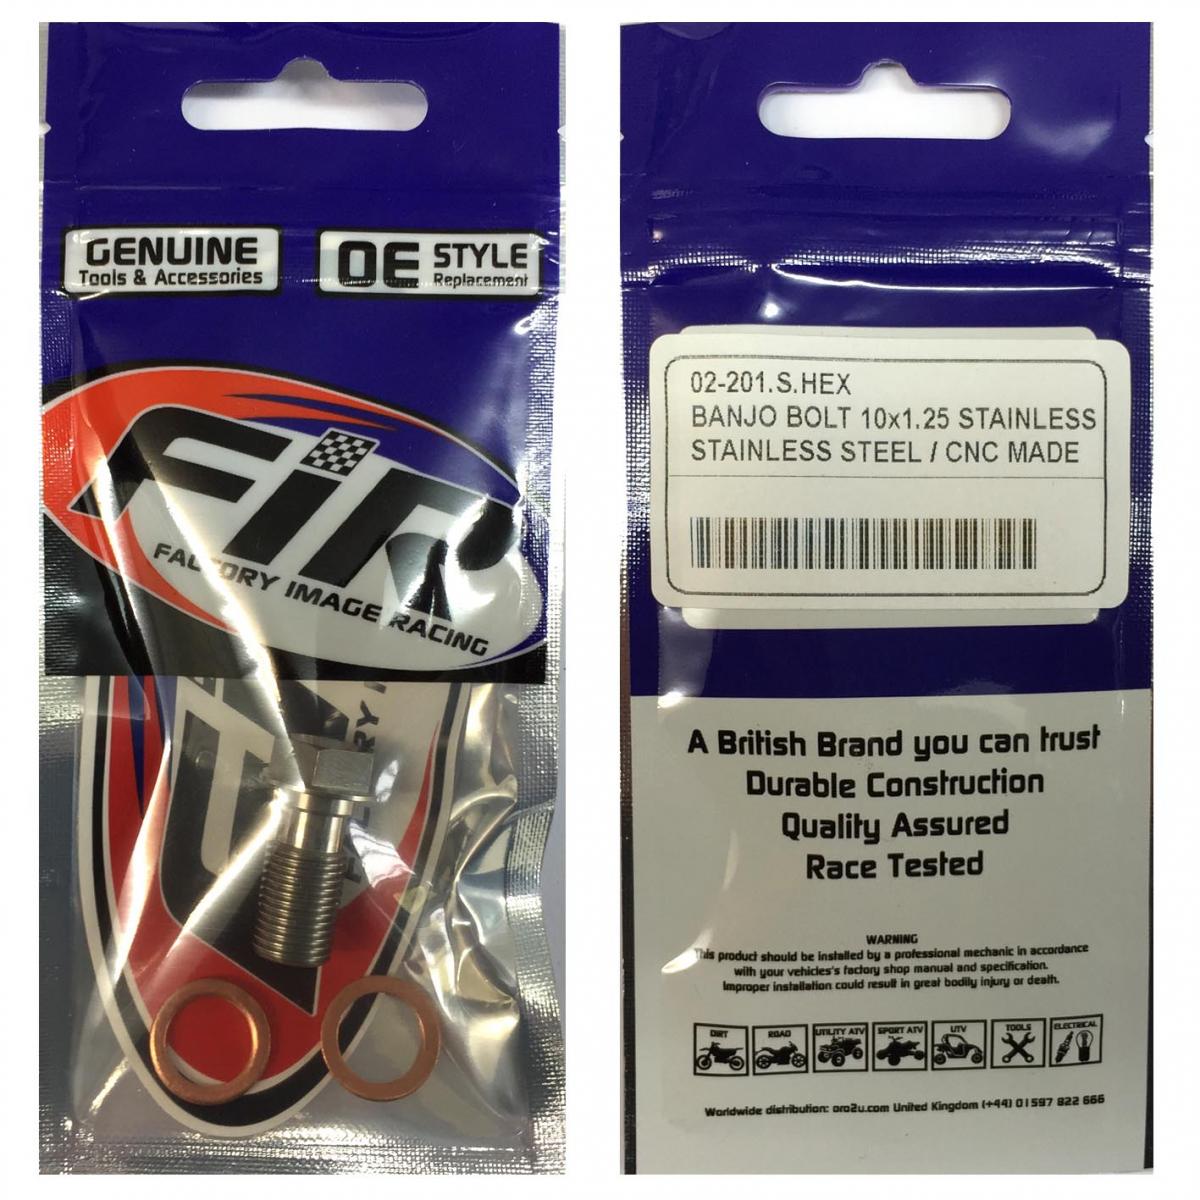 GENUINE
Tools & Accessories
OE STYLE
Replacement
FiR
FACTORY IMAGE RACING
02-201.S.HEX
BANJO BOLT 10x1.25 STAINLESS
STAINLESS STEEL / CNC MADE
A British Brand you can trust
Durable Construction
Quality Assured
Race Tested
WARNING
This product should be installed by a professional mechanic in accordance
with your vehicles's factory shop manual and specification.
Improper installation could result in great bodily injury or death.
DIRT ROAD UTILITY ATV SPORT ATV UTV TOOLS ELECTRICAL
Worldwide distribution: oro2u.com United Kingdom (+44) 01597 822 666